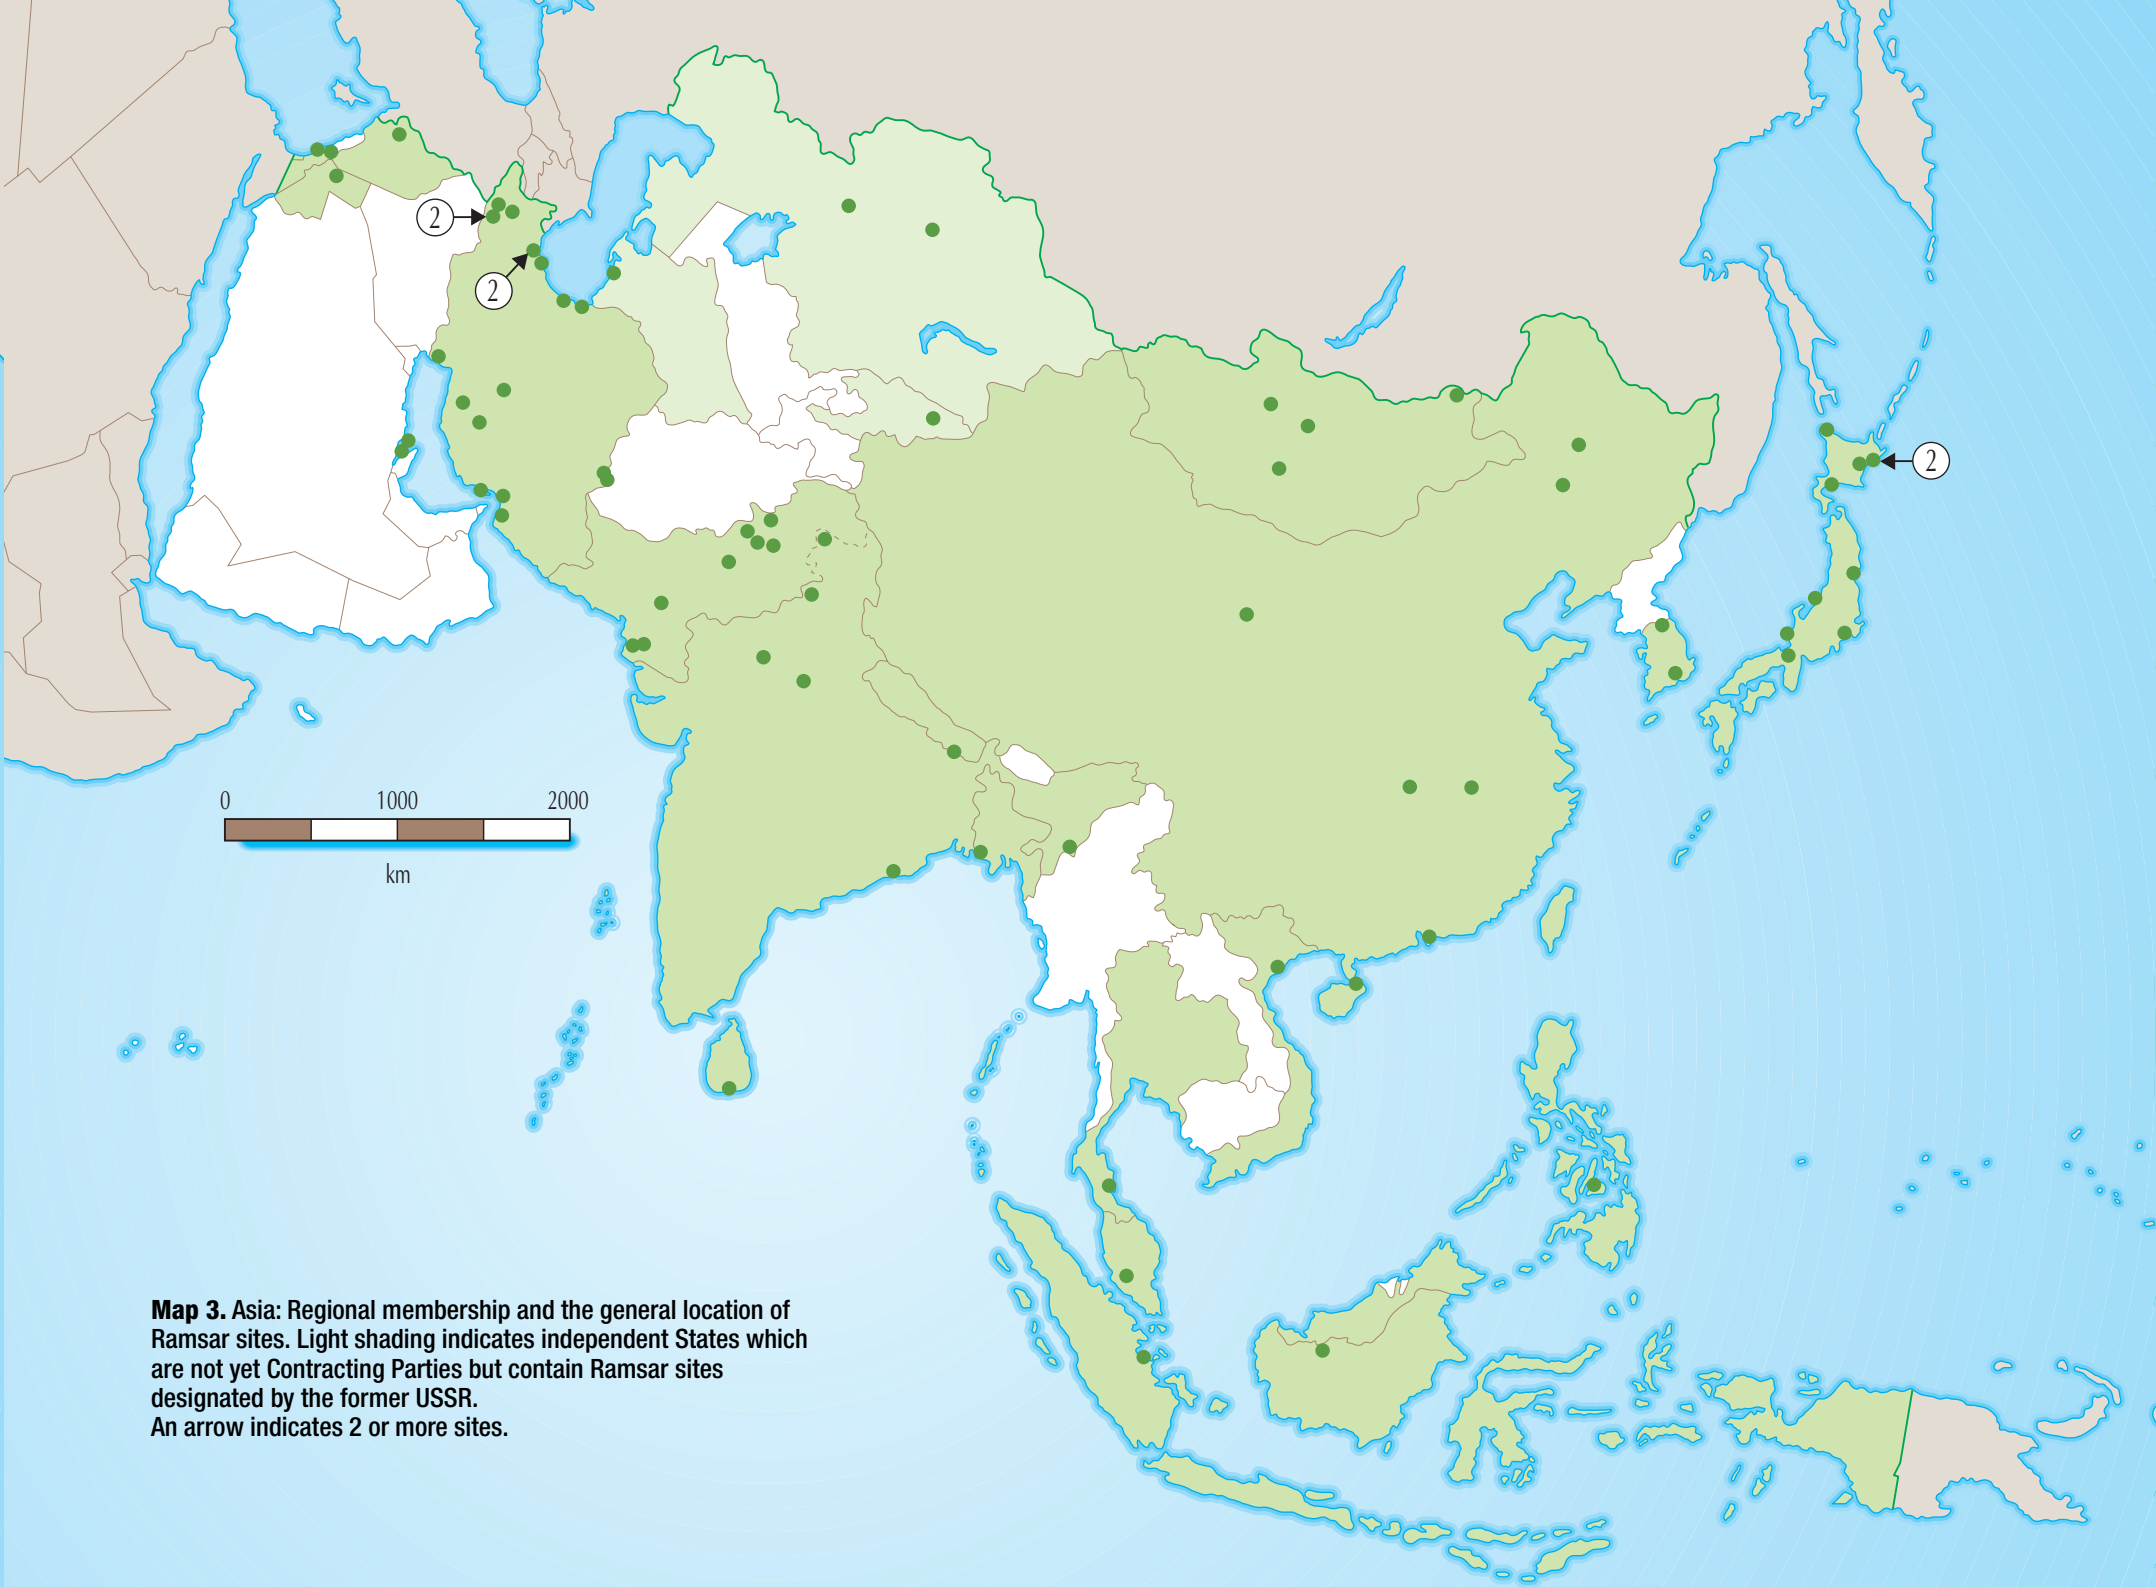 2
2
2
0 1000 2000
km
Map 3. Asia: Regional membership and the general location of
Ramsar sites. Light shading indicates independent States which
are not yet Contracting Parties but contain Ramsar sites
designated by the former USSR.
An arrow indicates 2 or more sites.